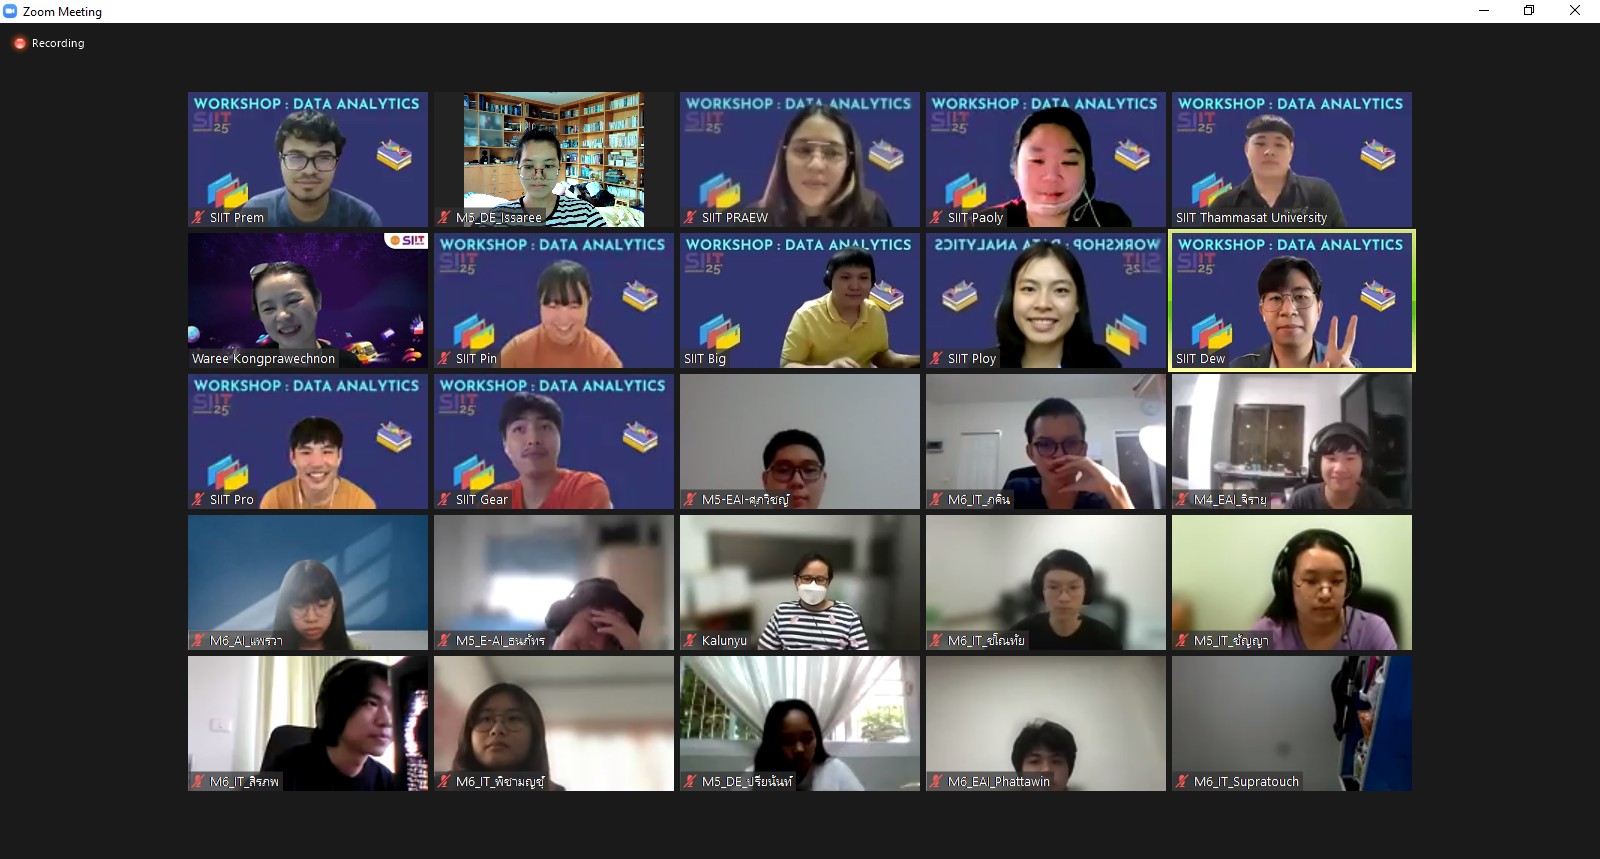 Zoom Meeting
Recording
WORKSHOP : DATA ANALYTICS
SIIT
25
SIIT Prem
M5_DE_Issaree
WORKSHOP : DATA ANALYTICS
SIIT
25
SIIT PRAEW
WORKSHOP : DATA ANALYTICS
SIIT
25
SIIT Paoly
WORKSHOP : DATA ANALYTICS
SIIT
25
SIIT Thammasat University
SIIT
Waree Kongprawechnon
WORKSHOP : DATA ANALYTICS
SIIT
25
SIIT Pin
WORKSHOP : DATA ANALYTICS
SIIT
25
SIIT Big
WORKSHOP : DATA ANALYTICS
SIIT
25
SIIT Ploy
WORKSHOP : DATA ANALYTICS
SIIT
25
SIIT Dew
WORKSHOP : DATA ANALYTICS
SIIT
25
SIIT Pro
WORKSHOP : DATA ANALYTICS
SIIT
25
SIIT Gear
M5-EAI-ศุภวิชญ์
M6_IT_ภคิน
M4_EAI_จิรายุ
M6_AI_แพรวา
M5_E-AI_ธนภัทร
Kalunyu
M6_IT_ชโณทัย
M5_IT_ชัญญา
M6_IT_สิรภพ
M6_IT_พิชามญชุ์
M5_DE_ปรียนันท์
M6_EAI_Phattawin
M6_IT_Supratouch